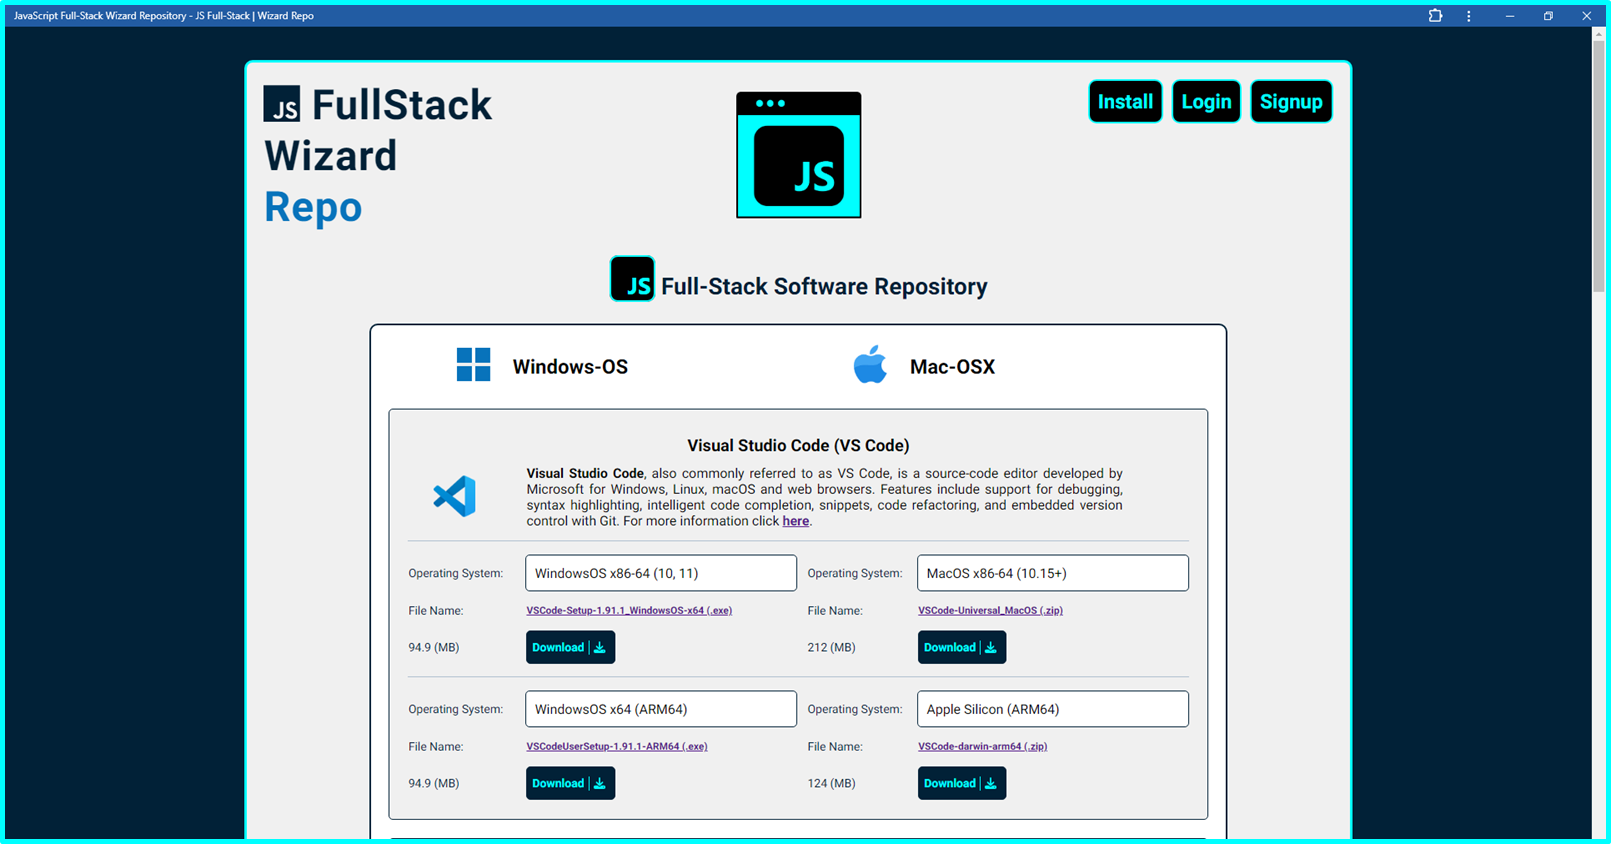 JavaScript Full-Stack Wizard Repository - JS Full-Stack | Wizard Repo
JS FullStack
Wizard
Repo
JS
Install Login Signup
JS Full-Stack Software Repository
Windows-OS Mac-OSX
Visual Studio Code (VS Code)
Visual Studio Code, also commonly referred to as VS Code, is a source-code editor developed by
Microsoft for Windows, Linux, macOS and web browsers. Features include support for debugging,
syntax highlighting, intelligent code completion, snippets, code refactoring, and embedded version
control with Git. For more information click here.
Operating System: WindowsOS x86-64 (10, 11) Operating System: MacOS x86-64 (10.15+)
File Name: VSCode-Setup-1.91.1_WindowsOS-x64 (.exe) File Name: VSCode-Universal_MacOS (.zip)
94.9 (MB) Download 212 (MB) Download
Operating System: WindowsOS x64 (ARM64) Operating System: Apple Silicon (ARM64)
File Name: VSCodeUserSetup-1.91.1-ARM64 (.exe) File Name: VSCode-darwin-arm64 (.zip)
94.9 (MB) Download 124 (MB) Download